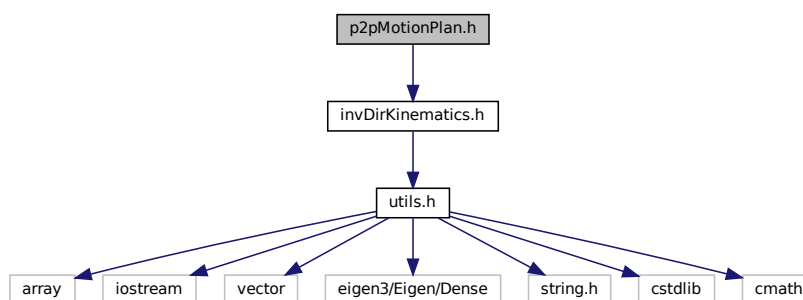 p2pMotionPlan.h
invDirKinematics.h
utils.h
array
iostream
vector
eigen3/Eigen/Dense
string.h
cstdlib
cmath